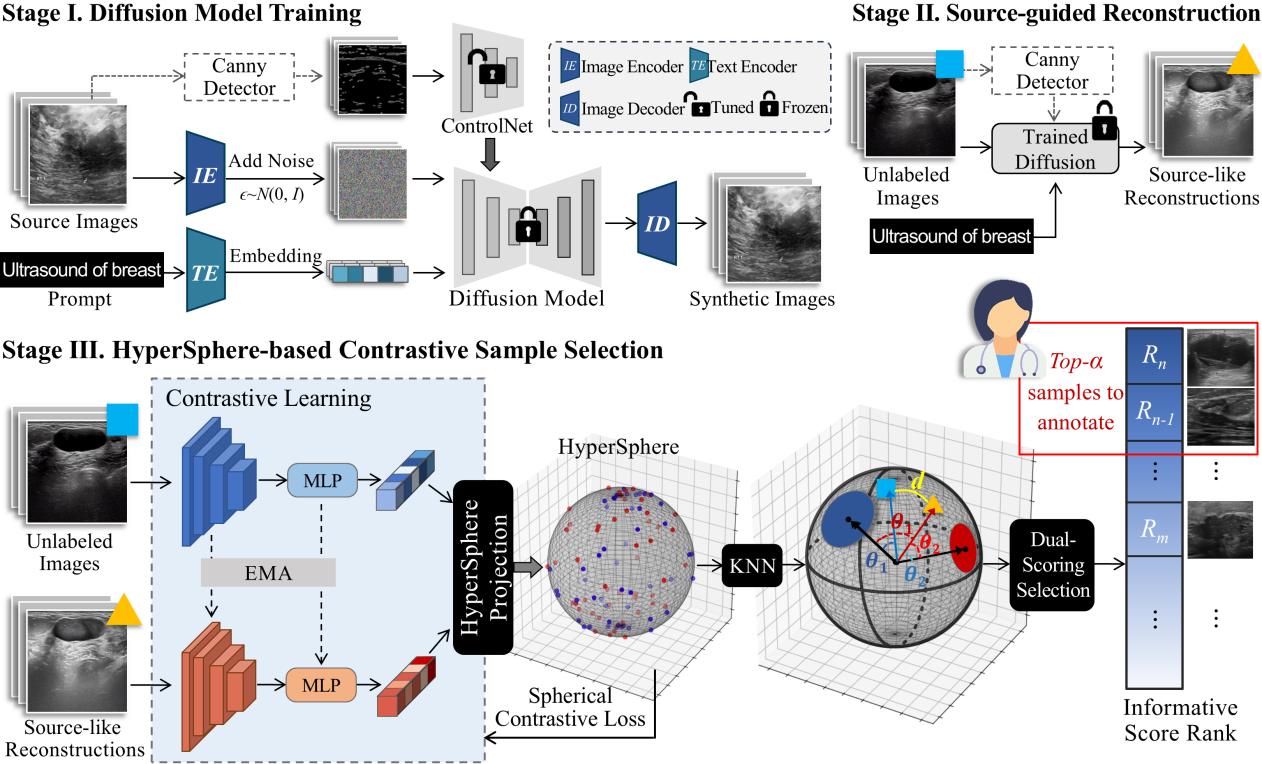 Stage I. Diffusion Model Training
Canny
Detector
ControlNet
Source Images
IE
Add Noise
ϵ~N(0, I)
Ultrasound of breast
Prompt
TE
Embedding
Diffusion Model
ID
Synthetic Images
IE Image Encoder
TE Text Encoder
ID Image Decoder
Tuned
Frozen
Stage II. Source-guided Reconstruction
Canny
Detector
Trained
Diffusion
Unlabeled
Images
Source-like
Reconstructions
Ultrasound of breast
Stage III. HyperSphere-based Contrastive Sample Selection
Contrastive Learning
Unlabeled
Images
MLP
EMA
MLP
Source-like
Reconstructions
HyperSphere
Projection
HyperSphere
Spherical
Contrastive Loss
KNN
d
θ1
θ2
θ1
θ2
Dual-
Scoring
Selection
Top-α
samples to
annotate
Rn
Rn-1
⋮ ⋮
Rm
⋮ ⋮
Informative
Score Rank